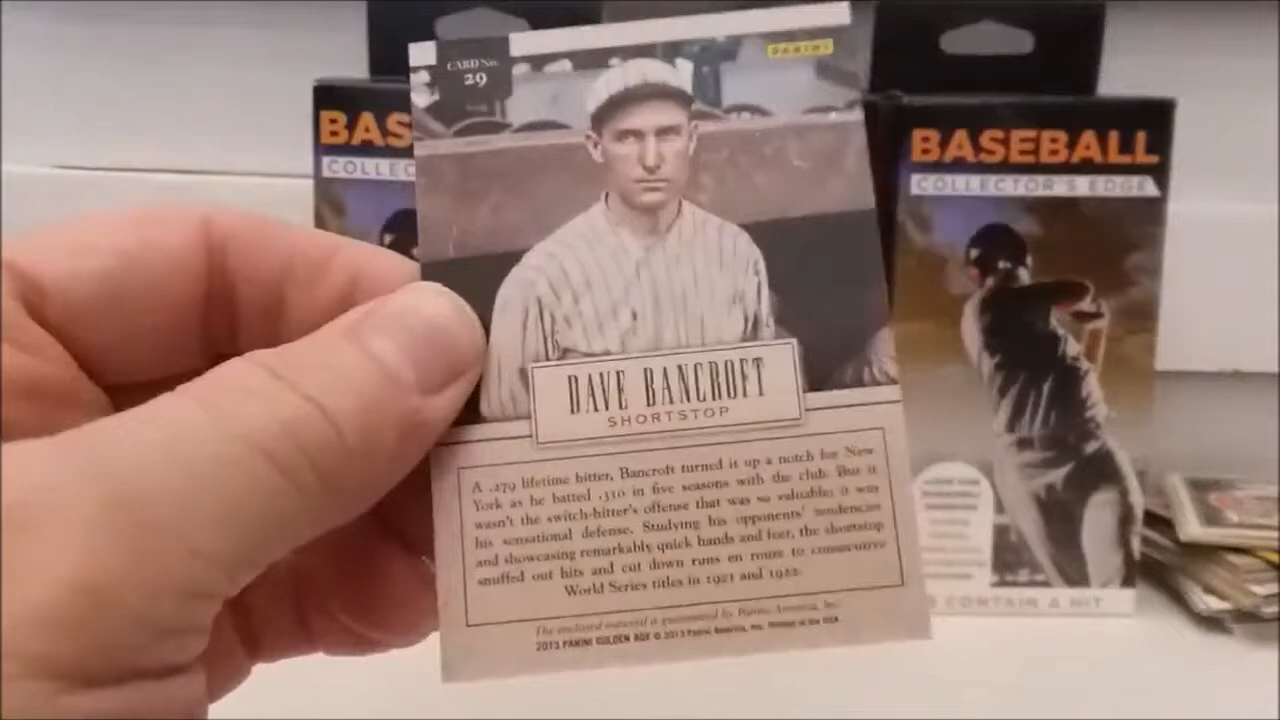 CARD No.
29
PANINI
BAS
COLLEC
BASEBALL
COLLECTOR'S EDGE
DAVE BANCROFT
SHORTSTOP
A .279 lifetime hitter, Bancroft turned it up a notch for New
York as he batted .310 in five seasons with the club. But it
wasn't the switch-hitter's offense that was so valuable; it was
his sensational defense. Studying his opponents' tendencies
and showcasing remarkably quick hands and feet, the shortstop
snuffed out hits and cut down runs en route to consecutive
World Series titles in 1921 and 1922.
The enclosed material is guaranteed by Panini America, Inc.
2013 PANINI GOLDEN AGE © 2013 Panini America, Inc. Printed in the USA
CONTAIN A HIT